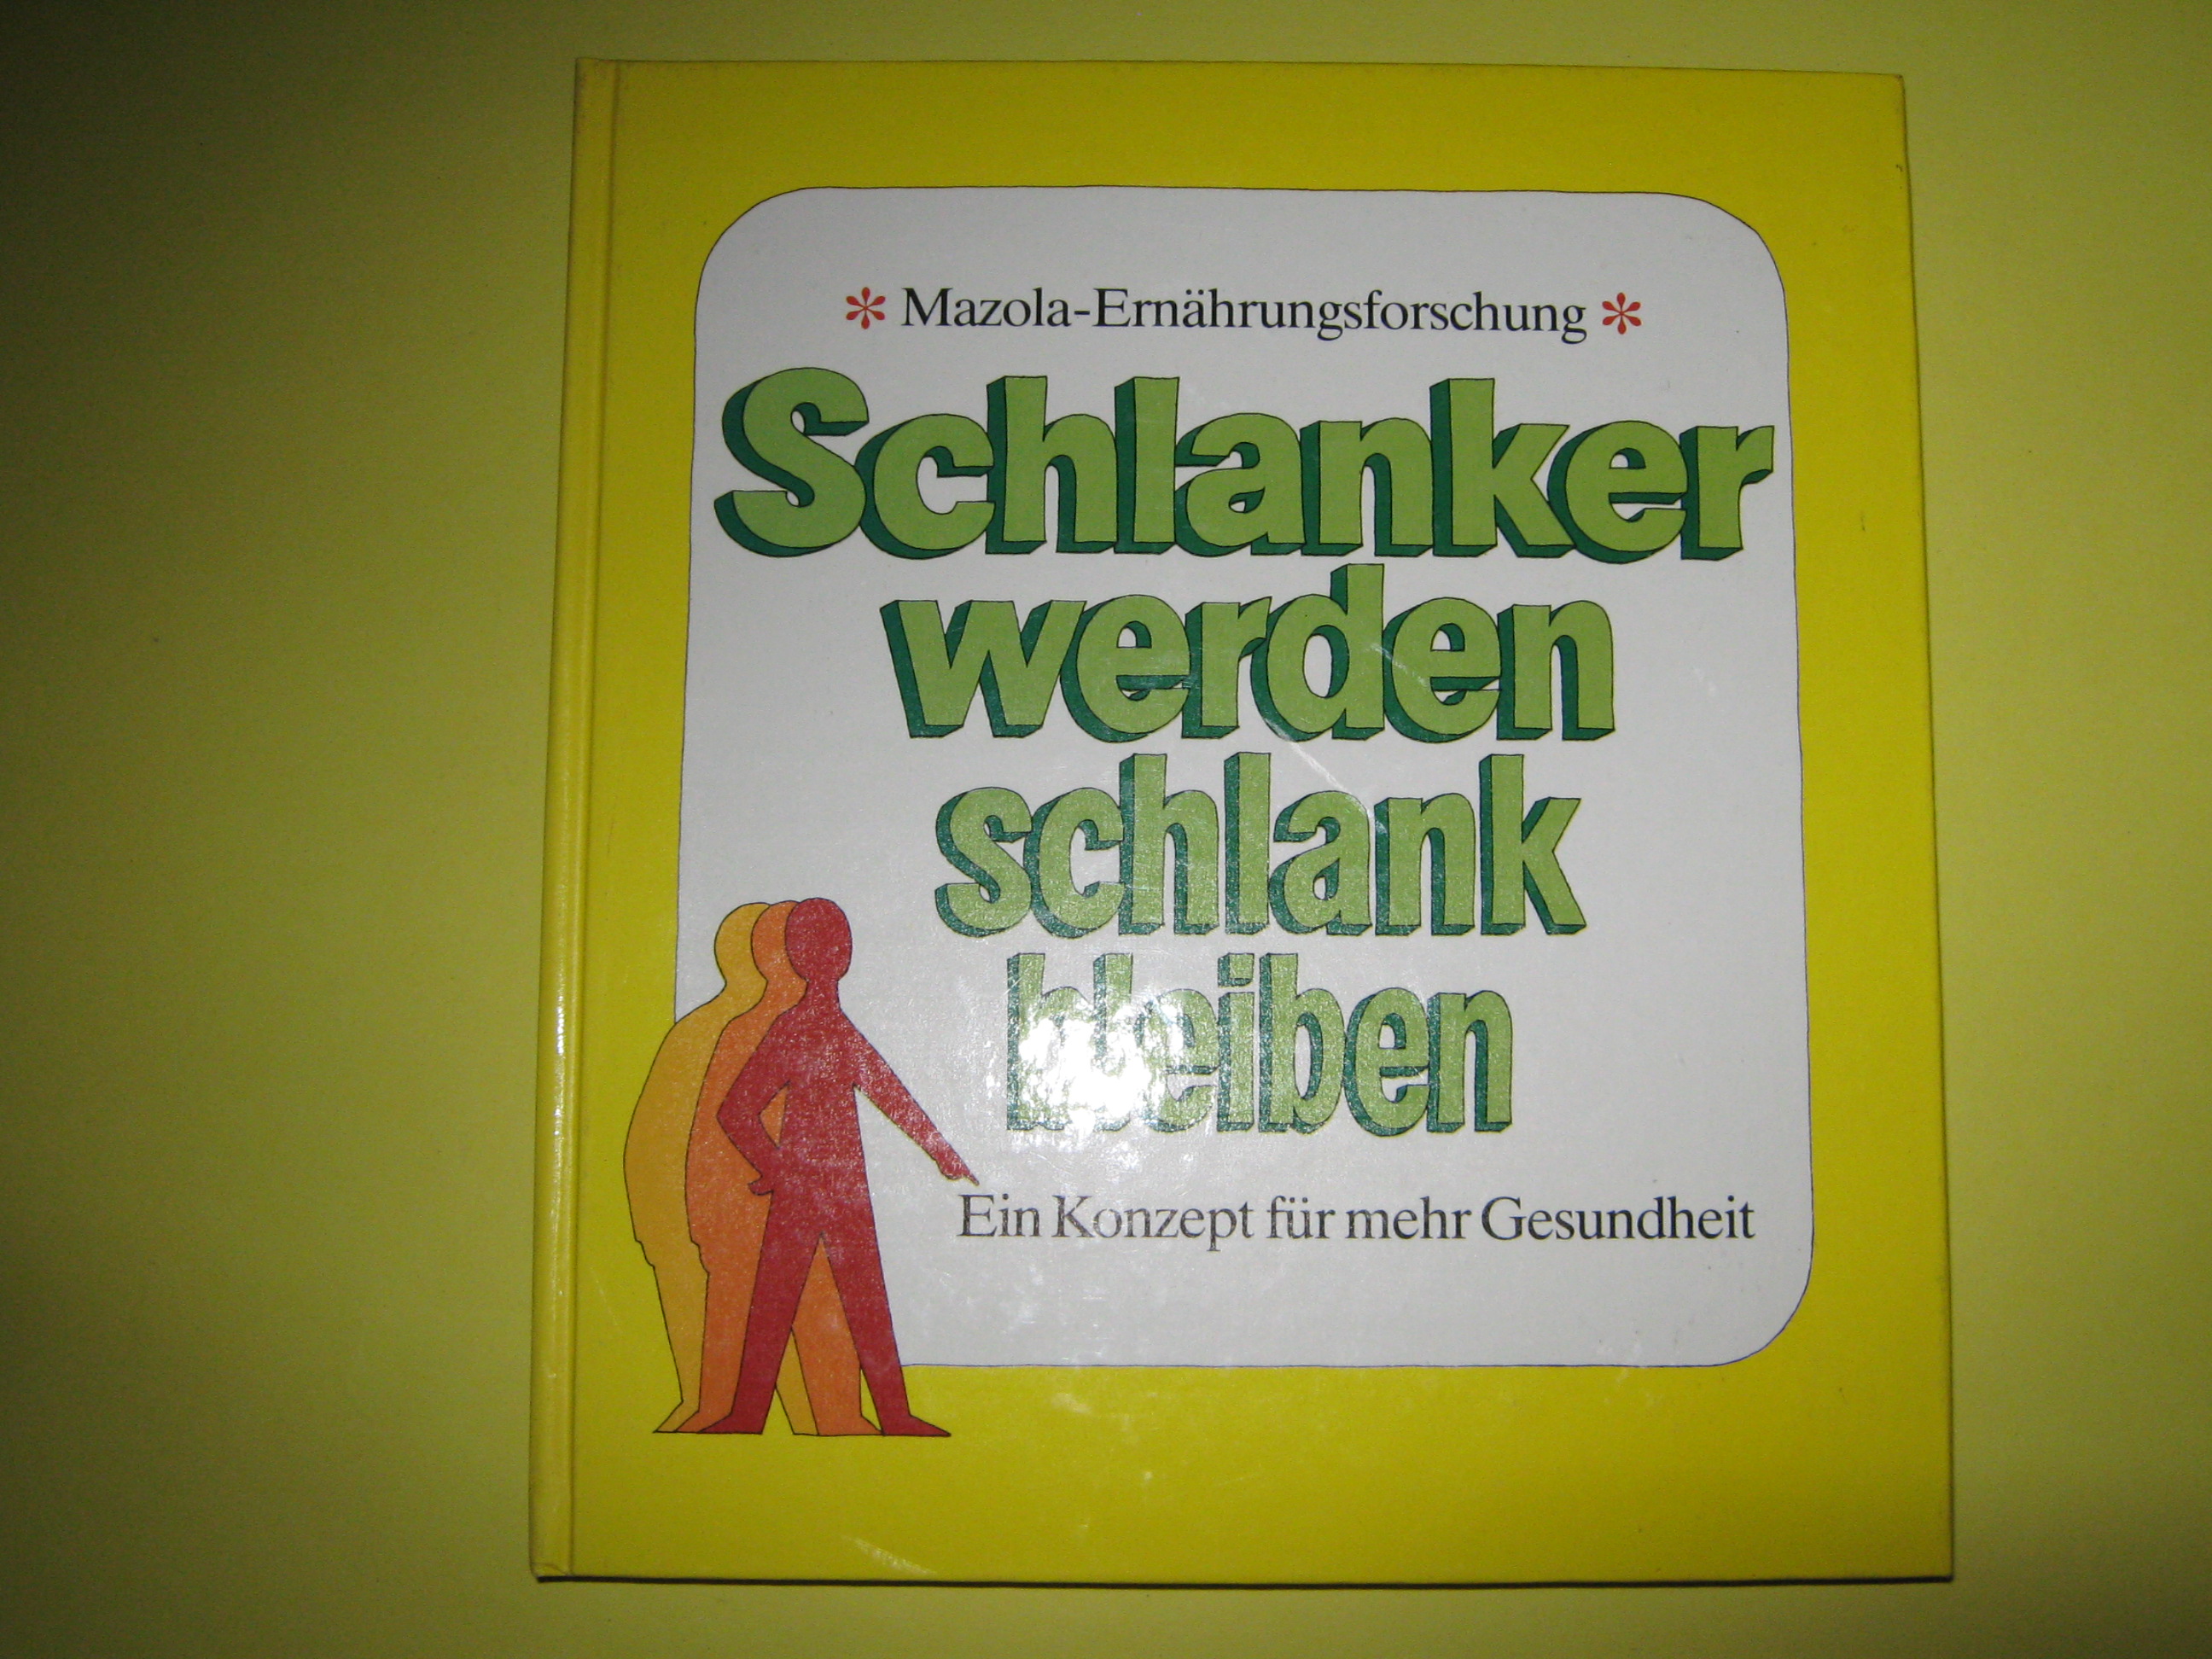 * Mazola-Ernährungsforschung *
Schlanker
werden
schlank
bleiben
Ein Konzept für mehr Gesundheit